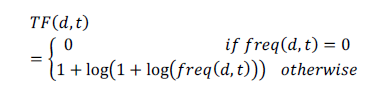 TF(d,t)
= { 0 if freq(d,t) = 0
1 + log(1 + log(freq(d,t))) otherwise